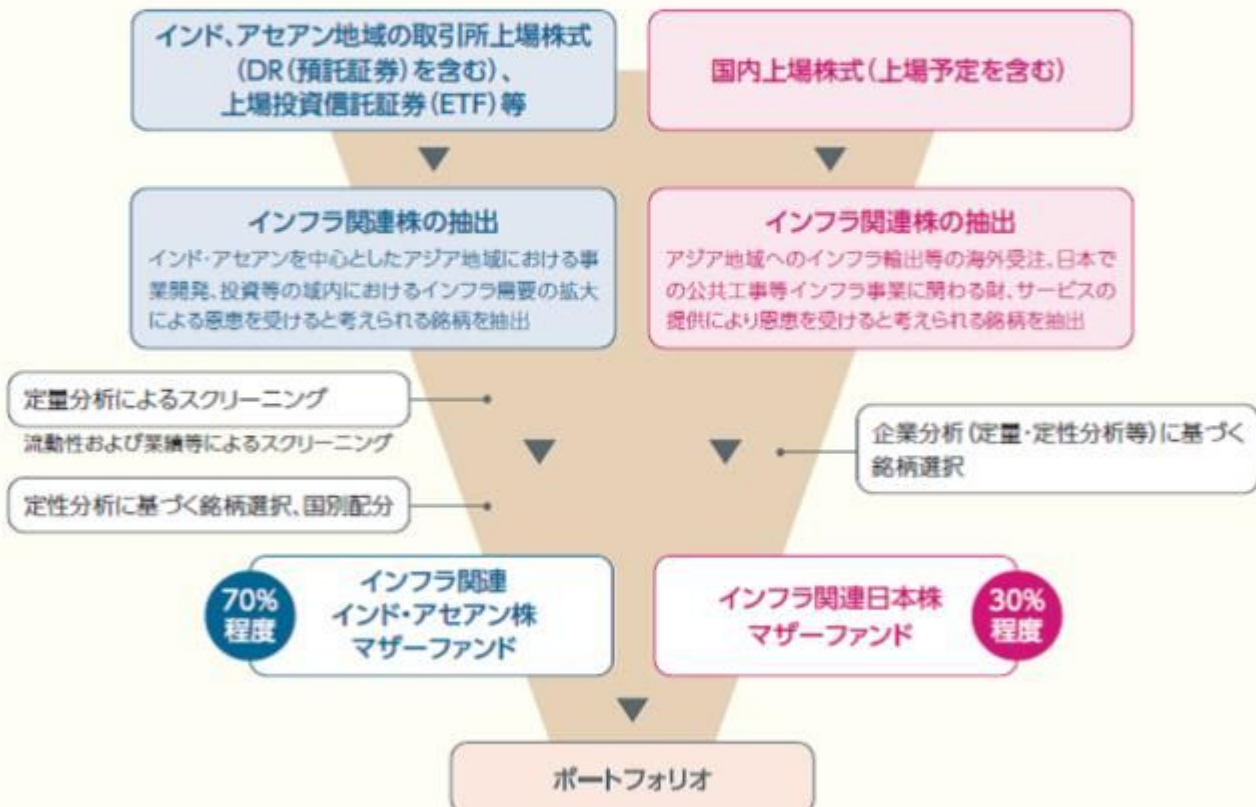 インド、アセアン地域の取引所上場株式
(DR(預託証券)を含む)、
上場投資信託証券(ETF)等
国内上場株式(上場予定を含む)
インフラ関連株の抽出
インド・アセアンを中心としたアジア地域における事
業開発、投資等の域内におけるインフラ需要の拡大
による恩恵を受けると考えられる銘柄を抽出
インフラ関連株の抽出
アジア地域へのインフラ輸出等の海外受注、日本で
の公共工事等インフラ事業に関わる財、サービスの
提供により恩恵を受けると考えられる銘柄を抽出
定量分析によるスクリーニング
流動性および業績等によるスクリーニング
定性分析に基づく銘柄選択、国別配分
企業分析(定量・定性分析等)に基づく
銘柄選択
70%
程度
インフラ関連
インド・アセアン株
マザーファンド
インフラ関連日本株
マザーファンド
30%
程度
ポートフォリオ